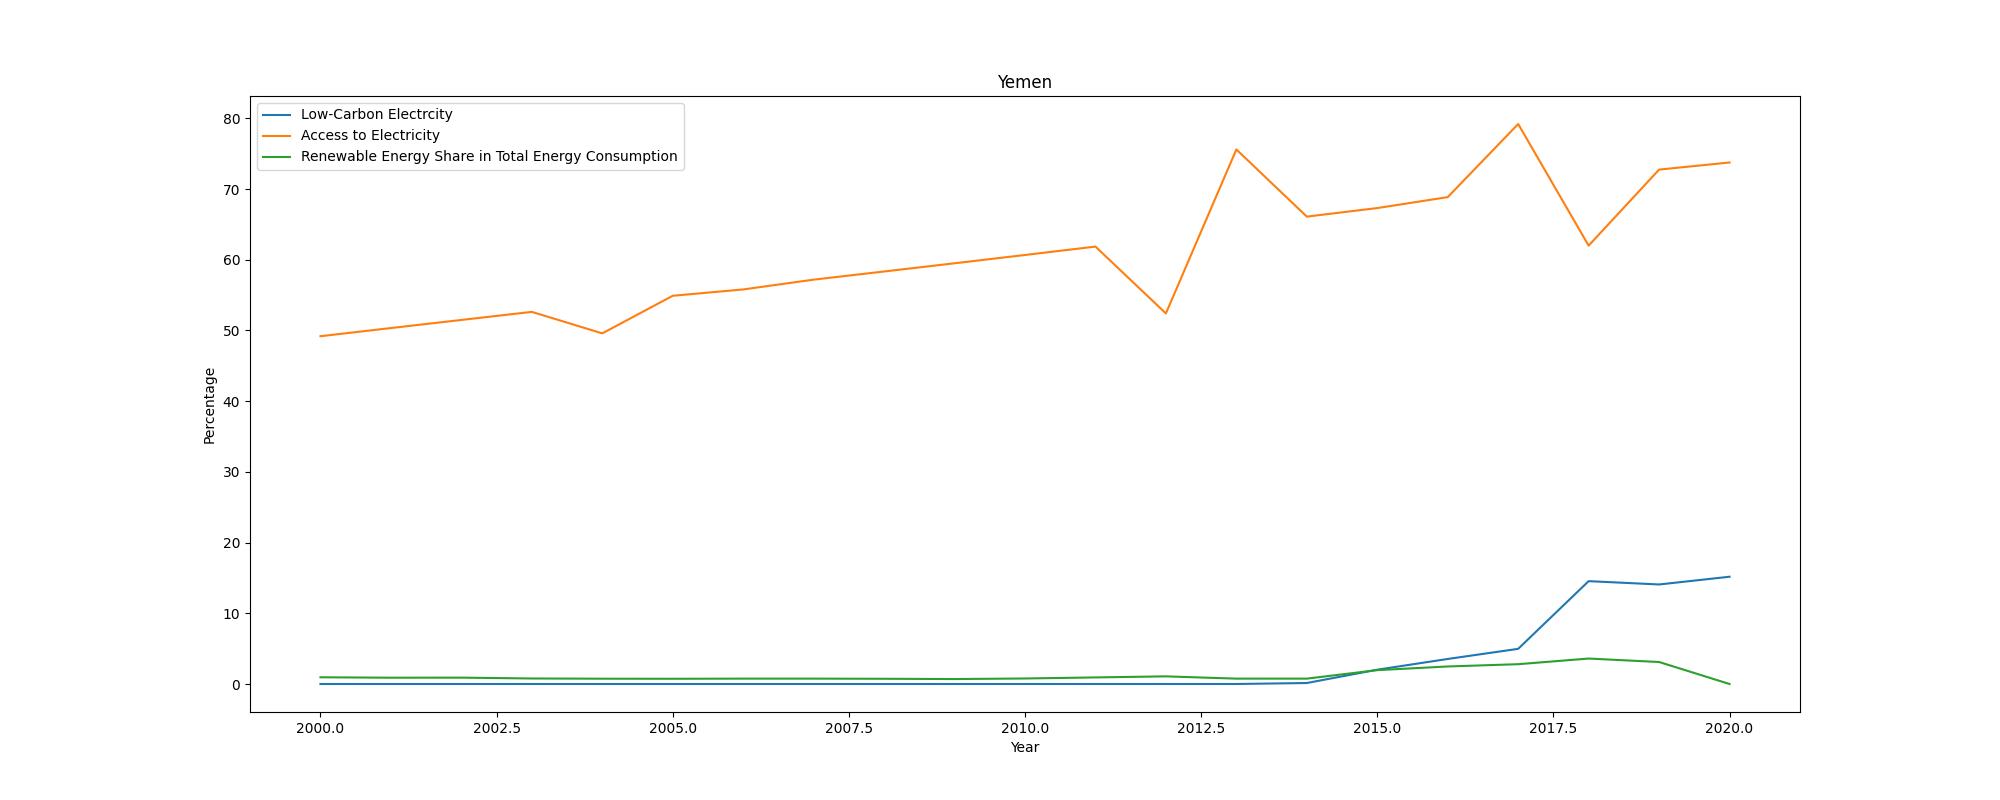 Yemen
Low-Carbon Electrcity
Access to Electricity
Renewable Energy Share in Total Energy Consumption
80
70
60
50
40
30
20
10
0
Percentage
2000.0 2002.5 2005.0 2007.5 2010.0 2012.5 2015.0 2017.5 2020.0
Year